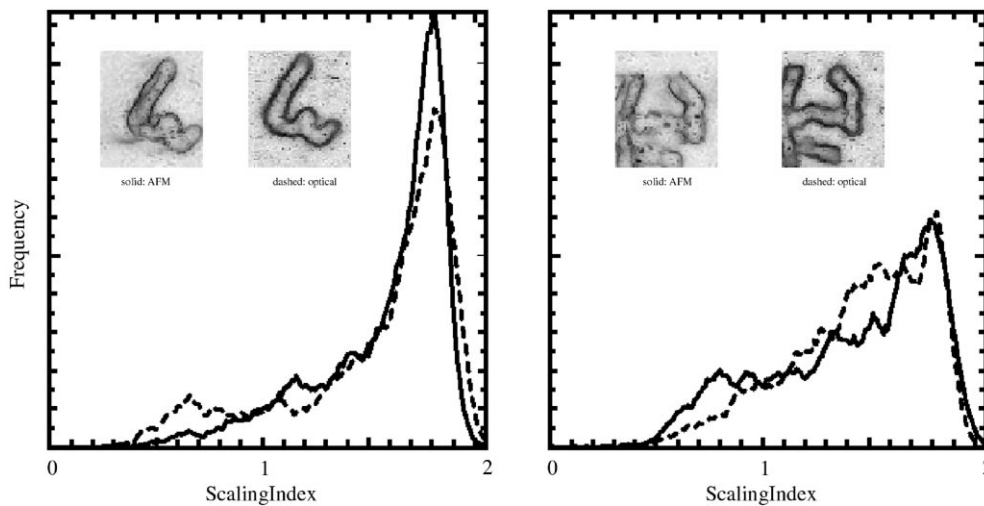 solid: AFM
dashed: optical
Frequency
0
1
2
ScalingIndex
solid: AFM
dashed: optical
0
1
ScalingIndex